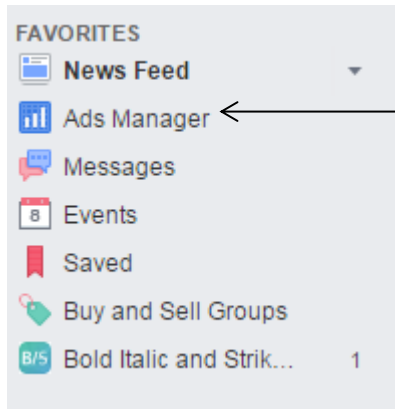 FAVORITES
News Feed
Ads Manager
Messages
8 Events
Saved
Buy and Sell Groups
B/S Bold Italic and Strik... 1